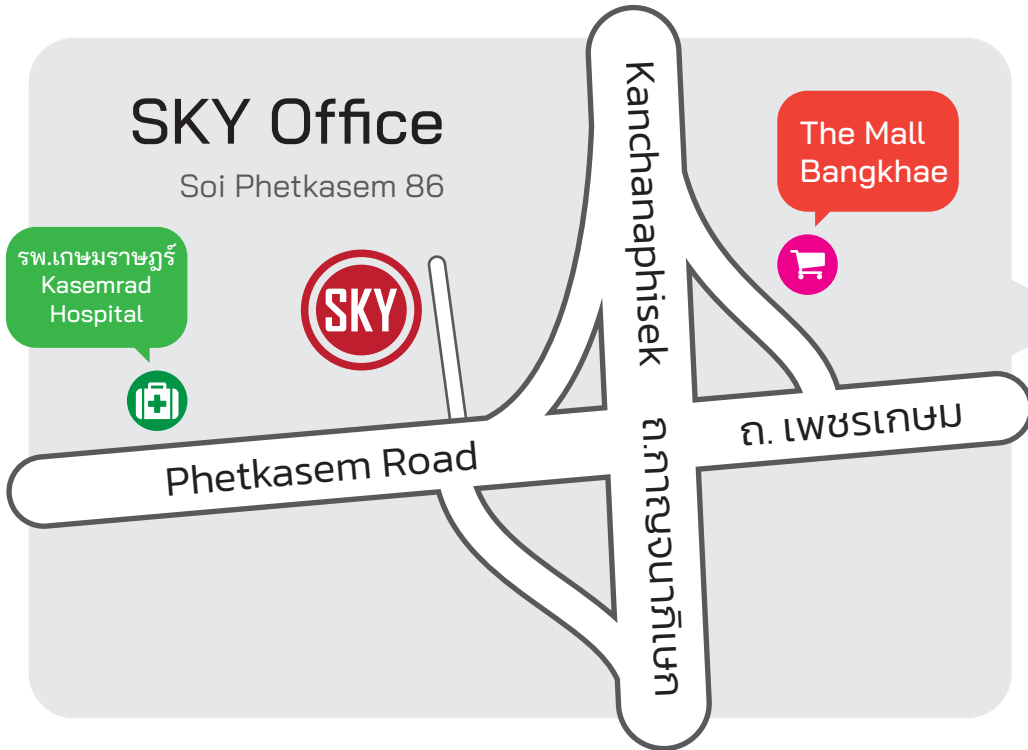 SKY Office
Soi Phetkasem 86
รพ.เกษมราษฎร์
Kasemrad
Hospital
SKY
Kanchanaphisek
ถ.กาญจนาภิเษก
The Mall
Bangkhae
Phetkasem Road
ถ. เพชรเกษม